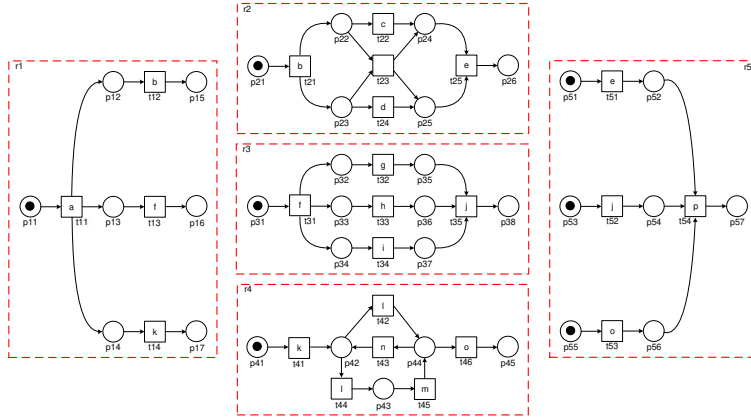 r1
p11
a
t11
p12
b
t12
p15
p13
f
t13
p16
p14
k
t14
p17
r2
p21
b
t21
p22
c
t22
p24
t23
p23
d
t24
p25
e
t25
p26
r3
p31
f
t31
p32
g
t32
p35
p33
h
t33
p36
p34
i
t34
p37
j
t35
p38
r4
p41
k
t41
p42
l
t42
n
t43
p44
l
t44
p43
m
t45
o
t46
p45
r5
p51
e
t51
p52
p53
j
t52
p54
p55
o
t53
p56
p
t54
p57